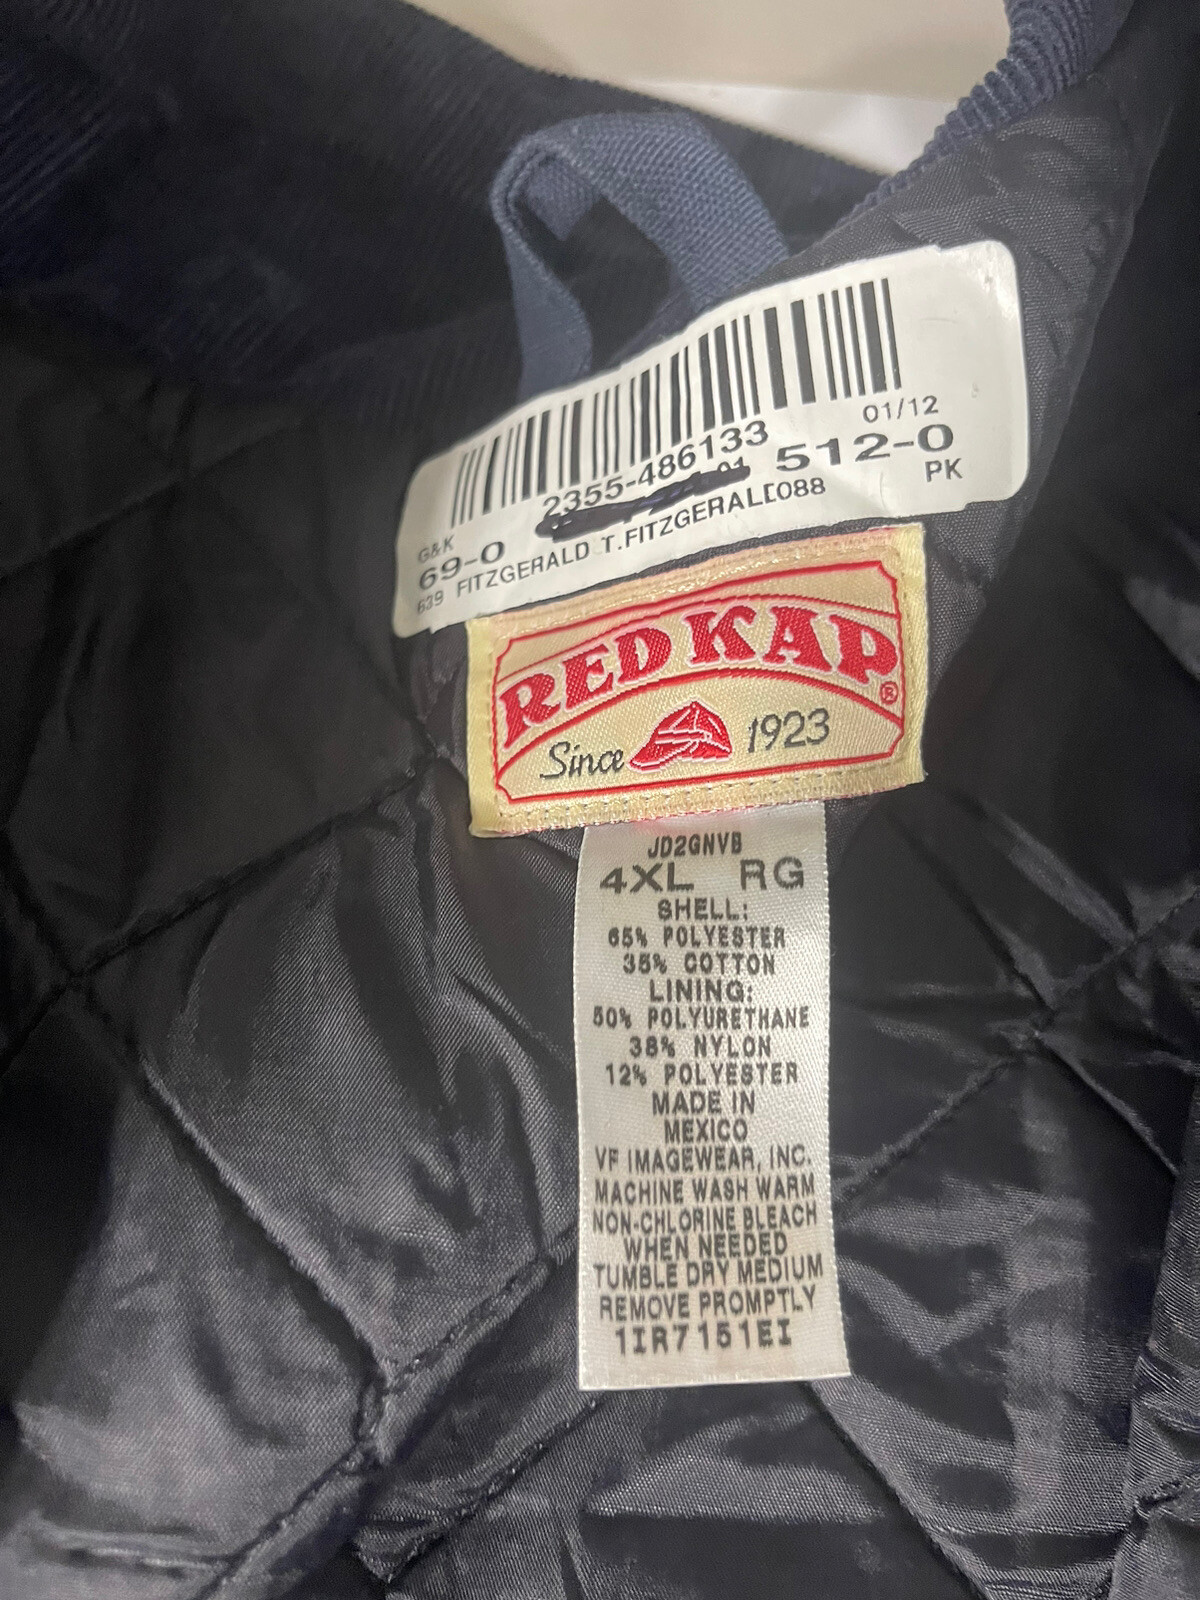 01/12
2355-486133 512-0
G&K PK
69-0
639 FITZGERALD T.FITZGERALD088
RED KAP®
Since 1923
JD2GNVB
4XL RG
SHELL:
65% POLYESTER
35% COTTON
LINING:
50% POLYURETHANE
38% NYLON
12% POLYESTER
MADE IN
MEXICO
VF IMAGEWEAR, INC.
MACHINE WASH WARM
NON-CHLORINE BLEACH
WHEN NEEDED
TUMBLE DRY MEDIUM
REMOVE PROMPTLY
1IR7151EI